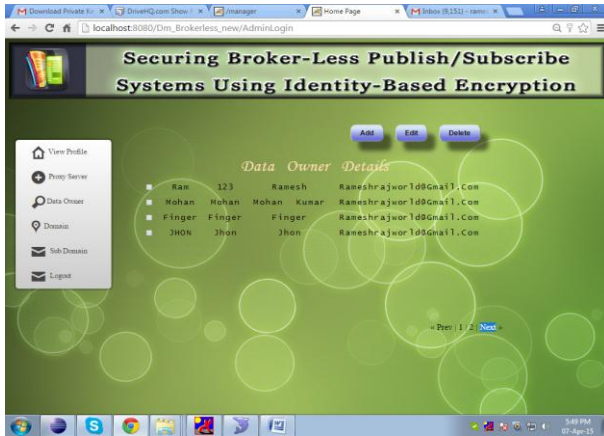 Download Private Ke
DriveHQ.com Show F
/manager
Home Page
Inbox (9,151) - rame
localhost:8080/Dm_Brokerless_new/AdminLogin
Securing Broker-Less Publish/Subscribe
Systems Using Identity-Based Encryption
Add Edit Delete
View Profile
Proxy Server
Data Owner
Domain
Sub Domain
Logout
Data Owner Details
Ram 123 Ramesh Rameshrajworld@Gmail.Com
Mohan Mohan Mohan Kumar Rameshrajworld@Gmail.Com
Finger Finger Finger Rameshrajworld@Gmail.Com
JHON Jhon Jhon Rameshrajworld@Gmail.Com
« Prev | 1 | 2 | Next »
5:49 PM
07-Apr-15